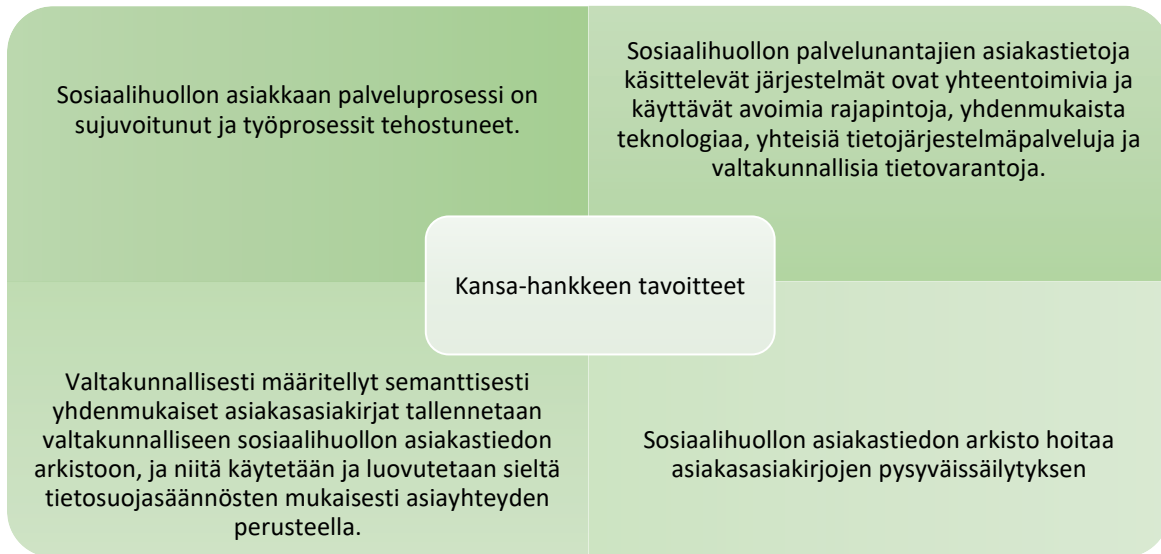 Sosiaalihuollon asiakkaan palveluprosessi on
sujuvoitunut ja työprosessit tehostuneet.
Sosiaalihuollon palvelunantajien asiakastietoja
käsittelevät järjestelmät ovat yhteentoimivia ja
käyttävät avoimia rajapintoja, yhdenmukaista
teknologiaa, yhteisiä tietojärjestelmäpalveluja ja
valtakunnallisia tietovarantoja.
Kansa-hankkeen tavoitteet
Valtakunnallisesti määritellyt semanttisesti
yhdenmukaiset asiakasasiakirjat tallennetaan
valtakunnalliseen sosiaalihuollon asiakastiedon
arkistoon, ja niitä käytetään ja luovutetaan sieltä
tietosuojasäännösten mukaisesti asiayhteyden
perusteella.
Sosiaalihuollon asiakastiedon arkisto hoitaa
asiakasasiakirjojen pysyväissäilytyksen